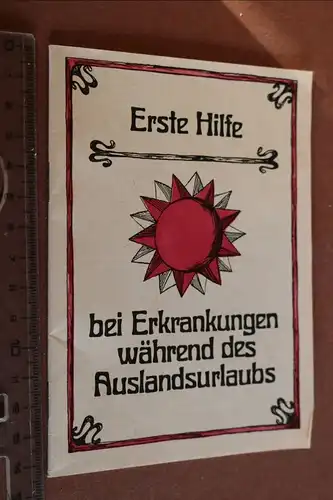 Erste Hilfe
bei Erkrankungen
während des
Auslandsurlaubs